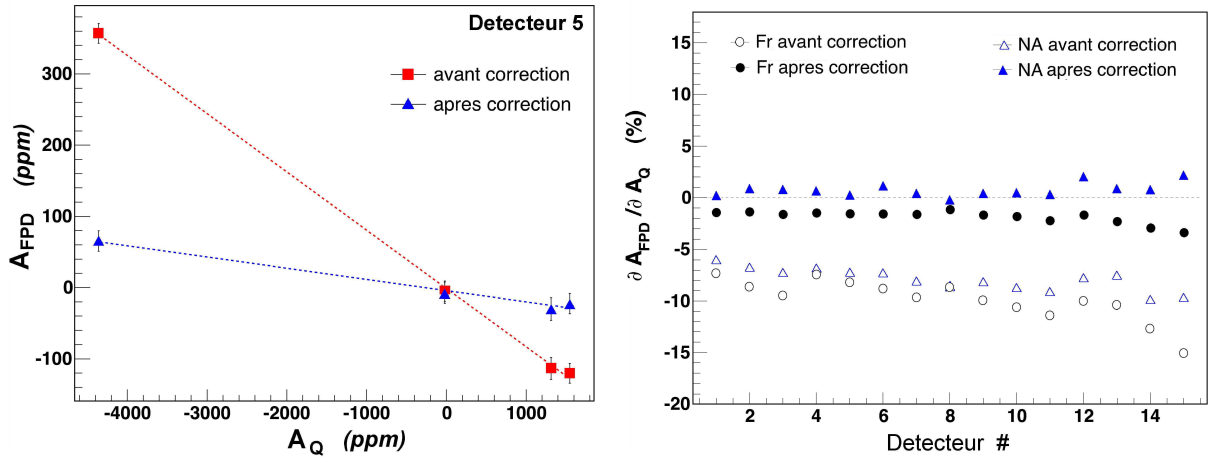 Detecteur 5
avant correction
apres correction
A_FPD (ppm)
300
200
100
0
-100
-4000 -3000 -2000 -1000 0 1000
A_Q (ppm)
Fr avant correction
Fr apres correction
NA avant correction
NA apres correction
∂ A_FPD / ∂ A_Q (%)
15
10
5
0
-5
-10
-15
-20
2 4 6 8 10 12 14
Detecteur #